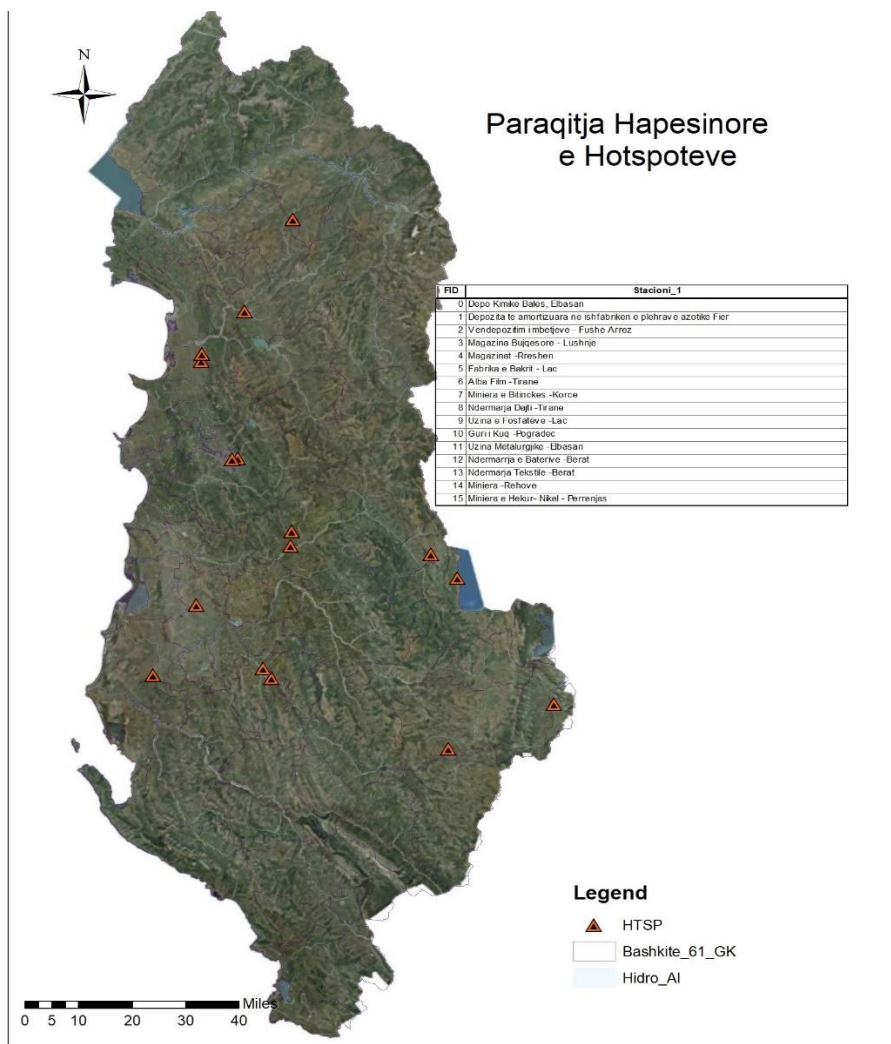 N
Paraqitja Hapesinore
e Hotspoteve
FID Stacioni_1
0 Depo Kimike Bales, Elbasan
1 Depozita te amortizuara ne ishfabriken e plehrave azotike Fier
2 Vendepozitim i mbetjeve - Fushe Arrez
3 Magazina Bujqesore - Lushnje
4 Magazinat -Rreshen
5 Fabrika e Bakrit - Lac
6 Alba Film -Tirane
7 Miniera e Bitinckes -Korce
8 Ndermarja Dajti -Tirane
9 Uzina e Fosfateve -Lac
10 Guri i Kuq -Pogradec
11 Uzina Metalurgjike -Elbasan
12 Ndermarrja e Baterive -Berat
13 Ndermarja Tekstile -Berat
14 Miniera -Rehove
15 Miniera e Hekur- Nikel - Perrenjas
Legend
HTSP
Bashkite_61_GK
Hidro_Al
Miles
0 5 10 20 30 40